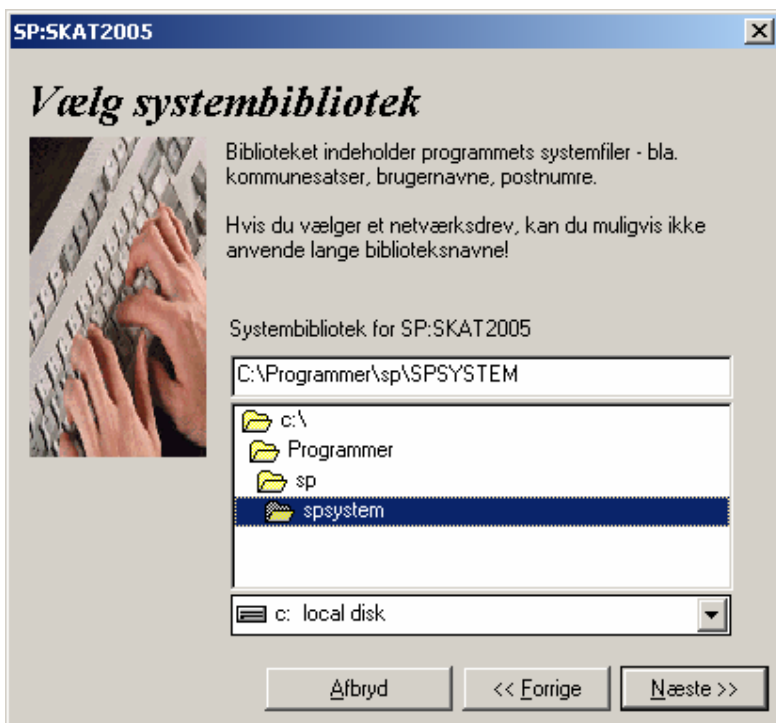 SP:SKAT2005
Vælg systembibliotek
Biblioteket indeholder programmets systemfiler - bla.
kommunesatser, brugernavne, postnumre.
Hvis du vælger et netværksdrev, kan du muligvis ikke
anvende lange biblioteksnavne!
Systembibliotek for SP:SKAT2005
C:\Programmer\sp\SPSYSTEM
c:\
Programmer
sp
spsystem
c: local disk
Afbryd
<< Forrige
Næste >>